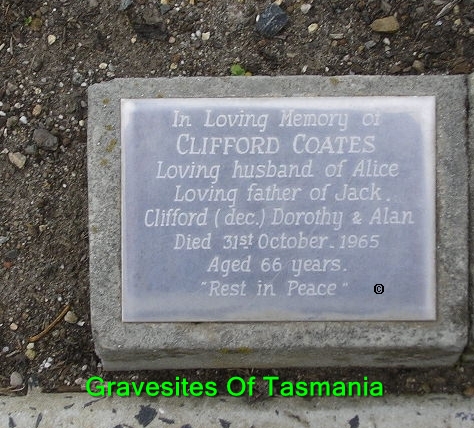 In Loving Memory of
CLIFFORD COATES
Loving husband of Alice
Loving father of Jack.
Clifford (dec.) Dorothy & Alan
Died 31st October. 1965
Aged 66 years.
"Rest in Peace" ©
Gravesites Of Tasmania